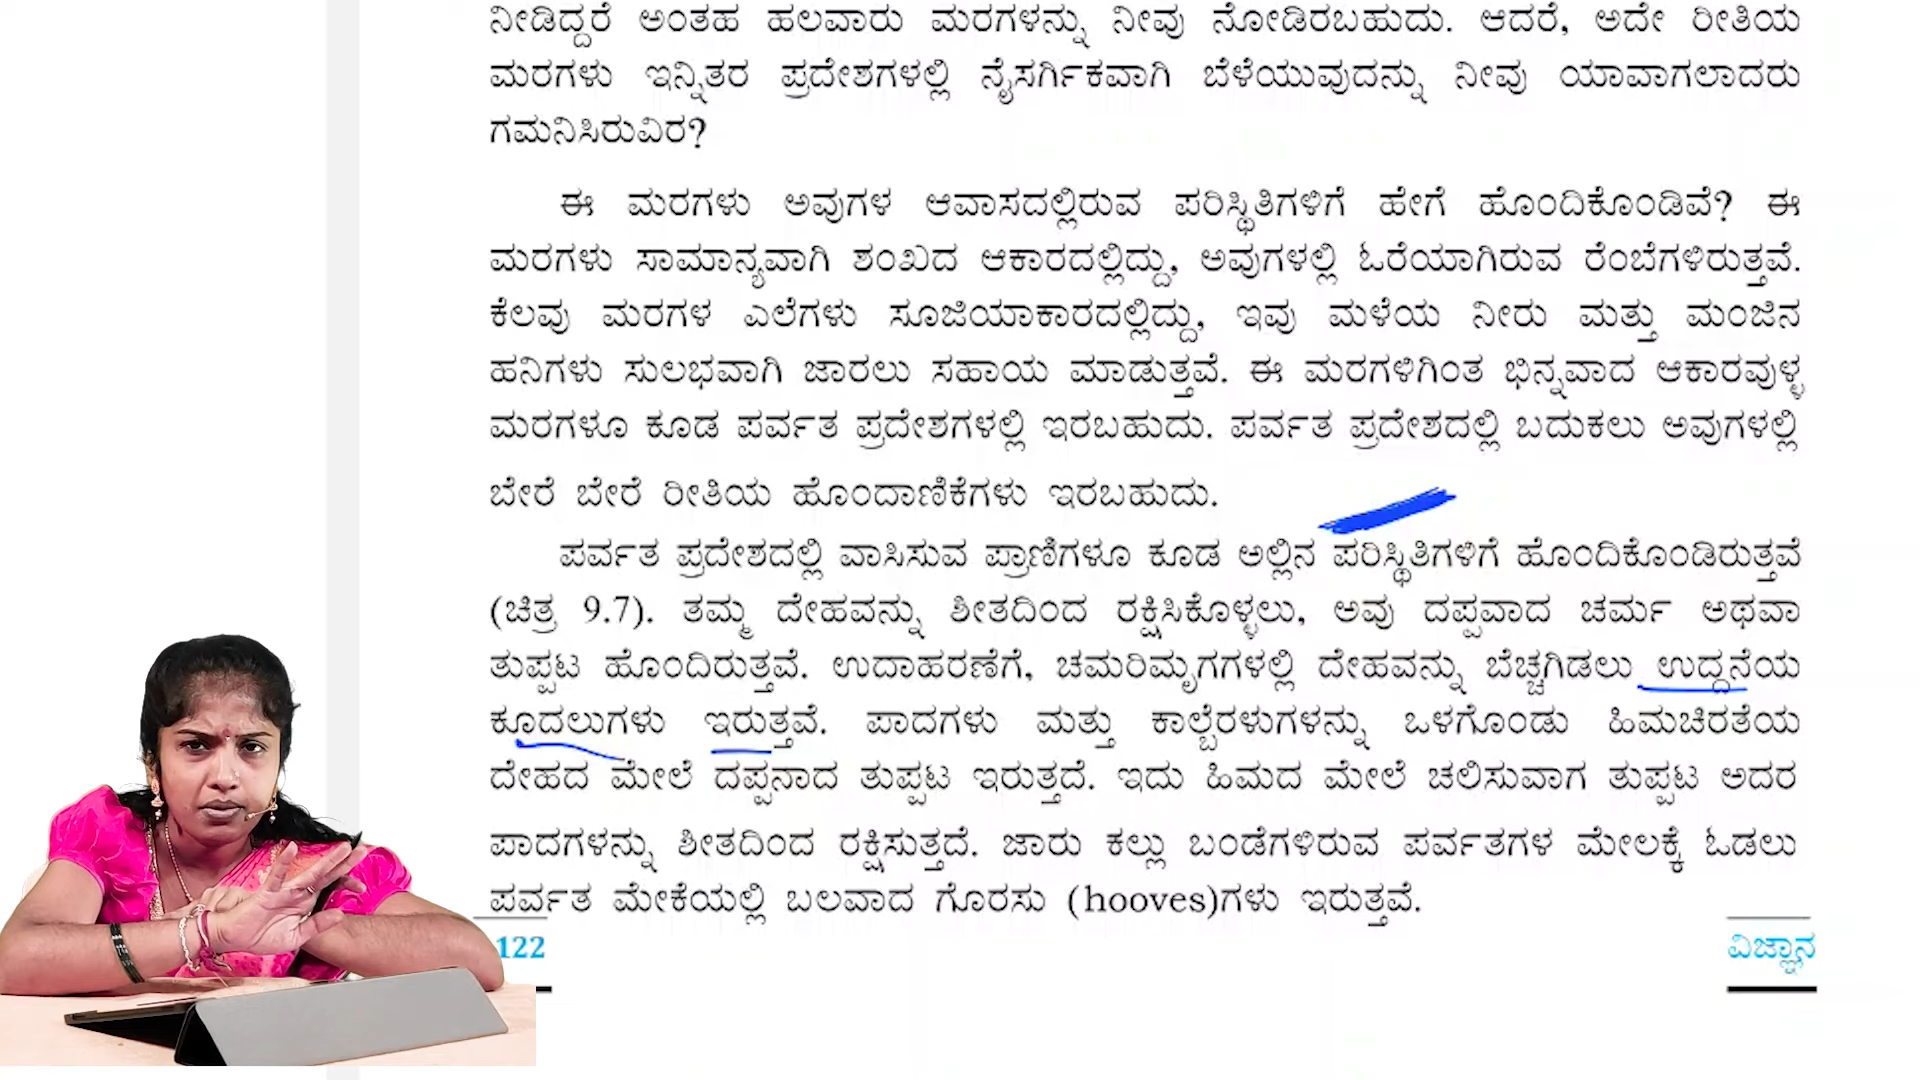 ನೀಡಿದ್ದರೆ ಅಂತಹ ಹಲವಾರು ಮರಗಳನ್ನು ನೀವು ನೋಡಿರಬಹುದು. ಆದರೆ, ಅದೇ ರೀತಿಯ
ಮರಗಳು ಇನ್ನಿತರ ಪ್ರದೇಶಗಳಲ್ಲಿ ನೈಸರ್ಗಿಕವಾಗಿ ಬೆಳೆಯುವುದನ್ನು ನೀವು ಯಾವಾಗಲಾದರು
ಗಮನಿಸಿರುವಿರ?
ಈ ಮರಗಳು ಅವುಗಳ ಆವಾಸದಲ್ಲಿರುವ ಪರಿಸ್ಥಿತಿಗಳಿಗೆ ಹೇಗೆ ಹೊಂದಿಕೊಂಡಿವೆ? ಈ
ಮರಗಳು ಸಾಮಾನ್ಯವಾಗಿ ಶಂಖದ ಆಕಾರದಲ್ಲಿದ್ದು, ಅವುಗಳಲ್ಲಿ ಓರೆಯಾಗಿರುವ ರೆಂಬೆಗಳಿರುತ್ತವೆ.
ಕೆಲವು ಮರಗಳ ಎಲೆಗಳು ಸೂಜಿಯಾಕಾರದಲ್ಲಿದ್ದು, ಇವು ಮಳೆಯ ನೀರು ಮತ್ತು ಮಂಜಿನ
ಹನಿಗಳು ಸುಲಭವಾಗಿ ಜಾರಲು ಸಹಾಯ ಮಾಡುತ್ತವೆ. ಈ ಮರಗಳಿಗಿಂತ ಭಿನ್ನವಾದ ಆಕಾರವುಳ್ಳ
ಮರಗಳೂ ಕೂಡ ಪರ್ವತ ಪ್ರದೇಶಗಳಲ್ಲಿ ಇರಬಹುದು. ಪರ್ವತ ಪ್ರದೇಶದಲ್ಲಿ ಬದುಕಲು ಅವುಗಳಲ್ಲಿ
ಬೇರೆ ಬೇರೆ ರೀತಿಯ ಹೊಂದಾಣಿಕೆಗಳು ಇರಬಹುದು.
ಪರ್ವತ ಪ್ರದೇಶದಲ್ಲಿ ವಾಸಿಸುವ ಪ್ರಾಣಿಗಳೂ ಕೂಡ ಅಲ್ಲಿನ ಪರಿಸ್ಥಿತಿಗಳಿಗೆ ಹೊಂದಿಕೊಂಡಿರುತ್ತವೆ
(ಚಿತ್ರ 9.7). ತಮ್ಮ ದೇಹವನ್ನು ಶೀತದಿಂದ ರಕ್ಷಿಸಿಕೊಳ್ಳಲು, ಅವು ದಪ್ಪವಾದ ಚರ್ಮ ಅಥವಾ
ತುಪ್ಪಟ ಹೊಂದಿರುತ್ತವೆ. ಉದಾಹರಣೆಗೆ, ಚಮರಿಮೃಗಗಳಲ್ಲಿ ದೇಹವನ್ನು ಬೆಚ್ಚಗಿಡಲು ಉದ್ದನೆಯ
ಕೂದಲುಗಳು ಇರುತ್ತವೆ. ಪಾದಗಳು ಮತ್ತು ಕಾಲ್ಬೆರಳುಗಳನ್ನು ಒಳಗೊಂಡು ಹಿಮಚಿರತೆಯ
ದೇಹದ ಮೇಲೆ ದಪ್ಪನಾದ ತುಪ್ಪಟ ಇರುತ್ತದೆ. ಇದು ಹಿಮದ ಮೇಲೆ ಚಲಿಸುವಾಗ ತುಪ್ಪಟ ಅದರ
ಪಾದಗಳನ್ನು ಶೀತದಿಂದ ರಕ್ಷಿಸುತ್ತದೆ. ಜಾರು ಕಲ್ಲು ಬಂಡೆಗಳಿರುವ ಪರ್ವತಗಳ ಮೇಲಕ್ಕೆ ಓಡಲು
ಪರ್ವತ ಮೇಕೆಯಲ್ಲಿ ಬಲವಾದ ಗೊರಸು (hooves)ಗಳು ಇರುತ್ತವೆ.
122
ವಿಜ್ಞಾನ